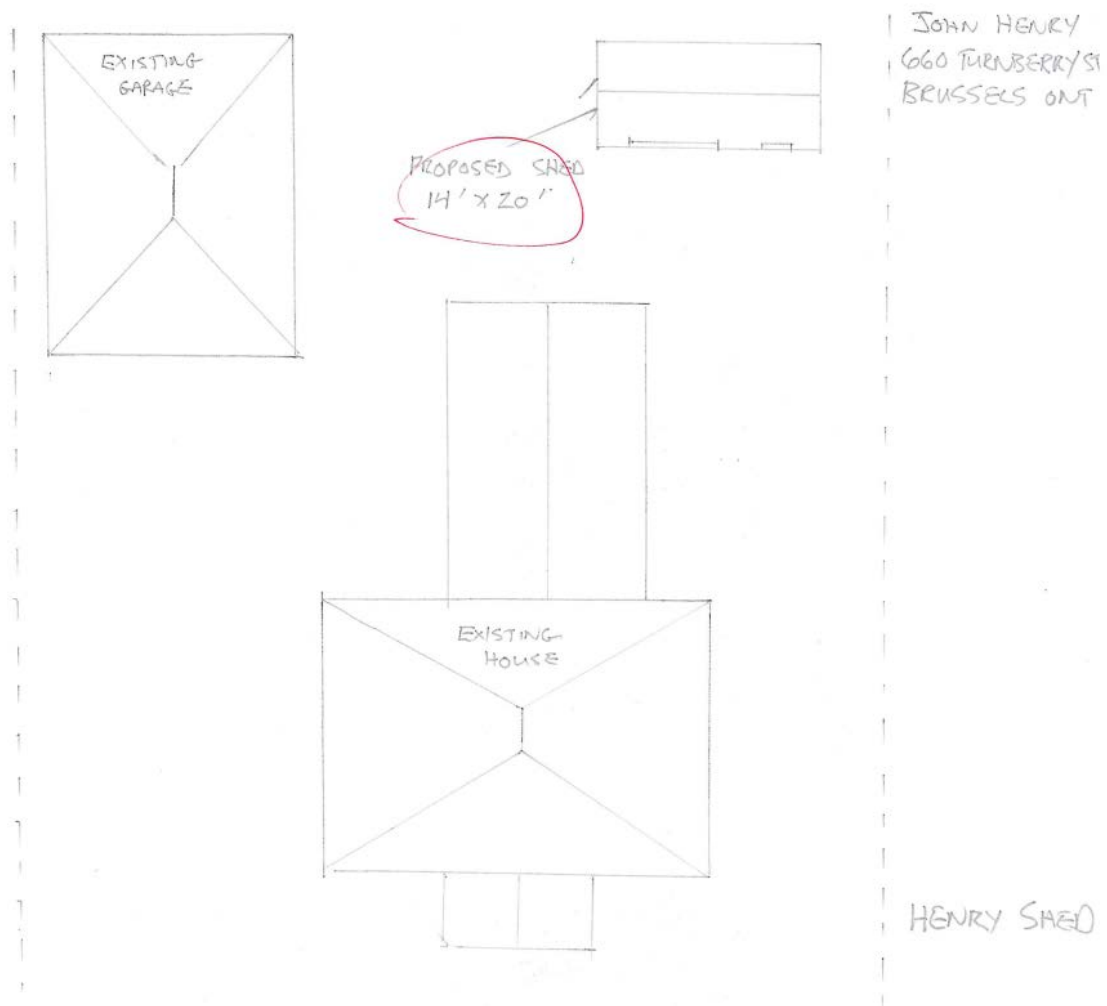 EXISTING
GARAGE
PROPOSED SHED
14' X 20'
JOHN HENRY
660 TURNBERRY ST
BRUSSELS ONT
EXISTING
HOUSE
HENRY SHED